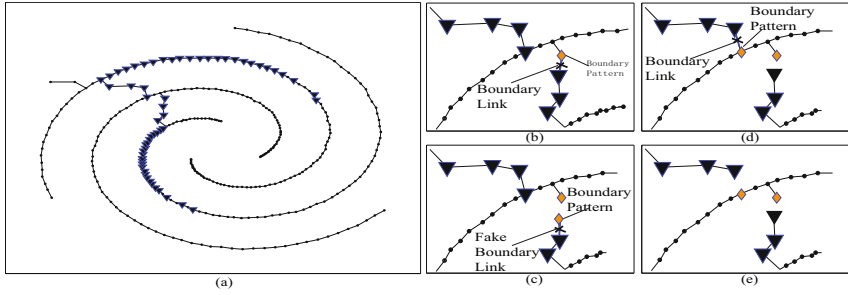 Boundary
Pattern
Boundary
Link
(b)
Boundary
Pattern
Boundary
Link
(d)
Boundary
Pattern
Fake
Boundary
Link
(c)
(e)
(a)